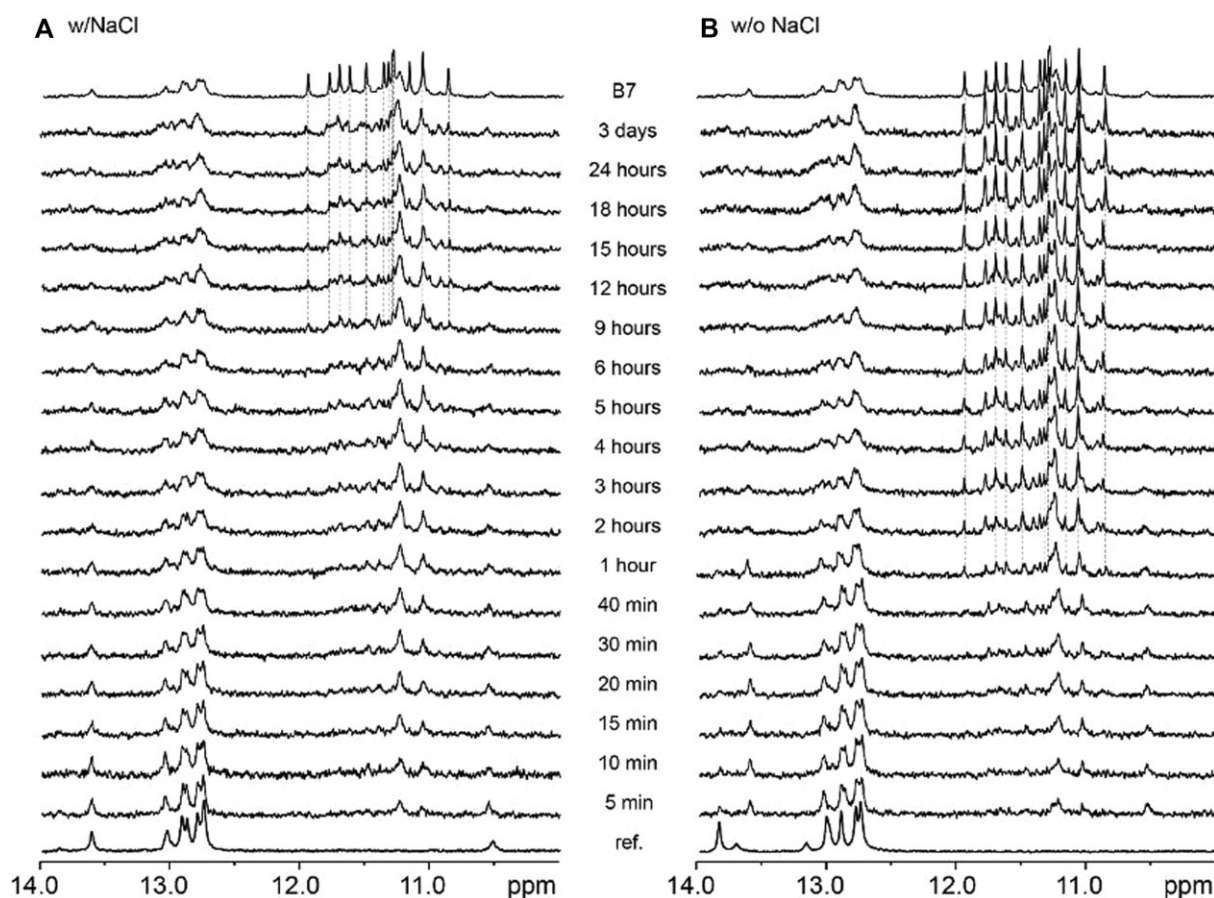 A w/NaCl
B w/o NaCl
B7
3 days
24 hours
18 hours
15 hours
12 hours
9 hours
6 hours
5 hours
4 hours
3 hours
2 hours
1 hour
40 min
30 min
20 min
15 min
10 min
5 min
ref.
14.0 13.0 12.0 11.0 ppm
14.0 13.0 12.0 11.0 ppm